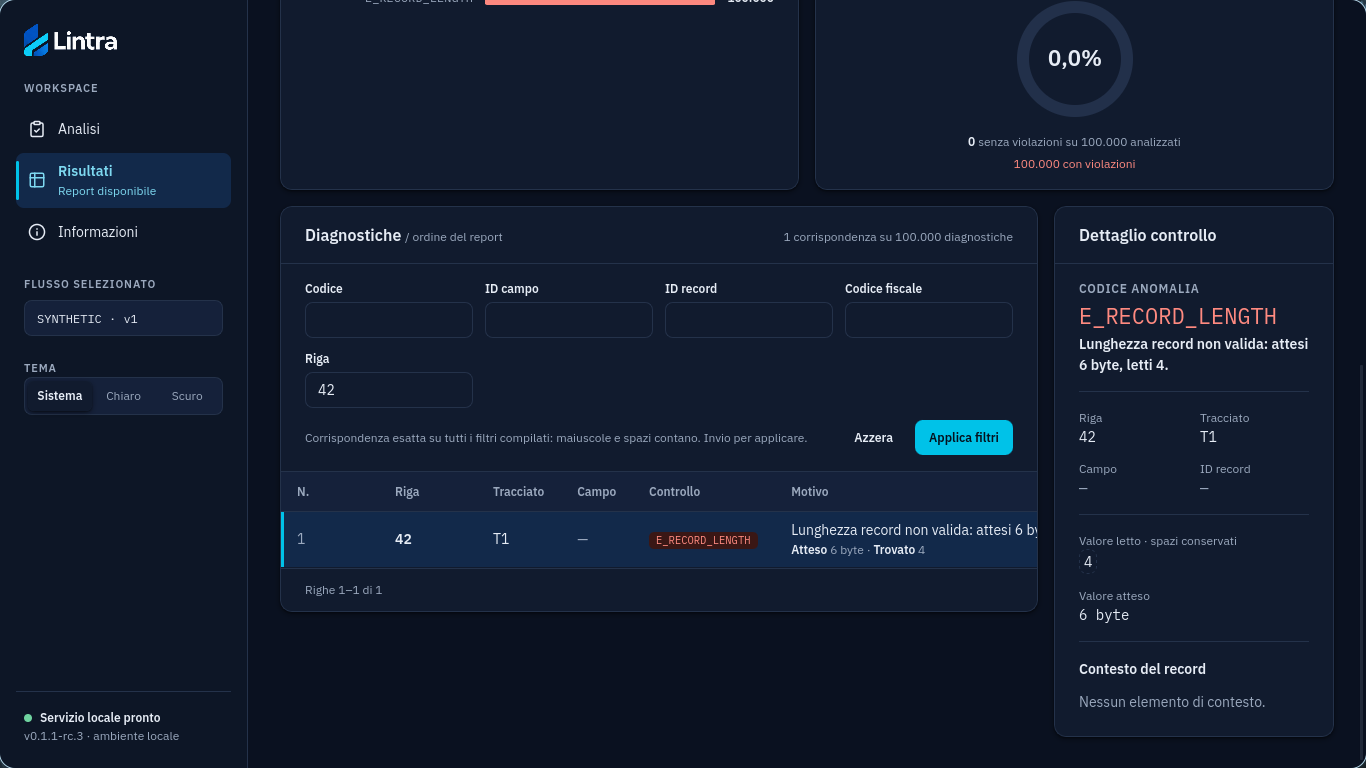 Lintra
WORKSPACE
Analisi
Risultati
Report disponibile
Informazioni
FLUSSO SELEZIONATO
SYNTHETIC · v1
TEMA
Sistema Chiaro Scuro
Servizio locale pronto
v0.1.1-rc.3 · ambiente locale
E_RECORD_LENGTH 100.000
0,0%
0 senza violazioni su 100.000 analizzati
100.000 con violazioni
Diagnostiche / ordine del report
1 corrispondenza su 100.000 diagnostiche
Codice ID campo ID record Codice fiscale
Riga
42
Corrispondenza esatta su tutti i filtri compilati: maiuscole e spazi contano. Invio per applicare.
Azzera Applica filtri
N. Riga Tracciato Campo Controllo Motivo
1 42 T1 — E_RECORD_LENGTH Lunghezza record non valida: attesi 6 by
Atteso 6 byte · Trovato 4
Righe 1–1 di 1
Dettaglio controllo
CODICE ANOMALIA
E_RECORD_LENGTH
Lunghezza record non valida: attesi
6 byte, letti 4.
Riga Tracciato
42 T1
Campo ID record
— —
Valore letto · spazi conservati
4
Valore atteso
6 byte
Contesto del record
Nessun elemento di contesto.